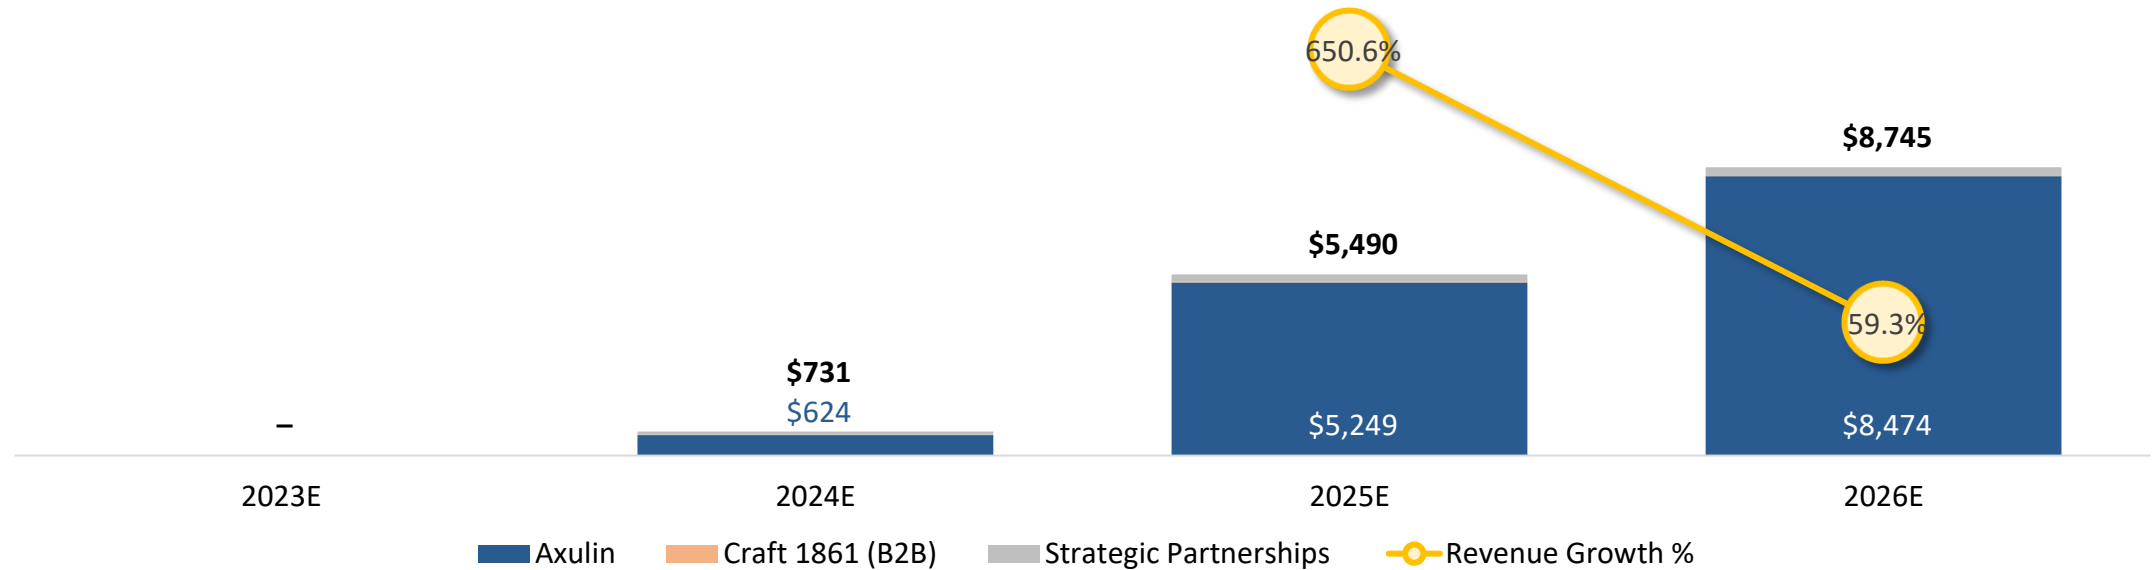 650.6%
$8,745
$5,490
59.3%
$731
$624
–
$5,249
$8,474
2023E
2024E
2025E
2026E
Axulin
Craft 1861 (B2B)
Strategic Partnerships
Revenue Growth %